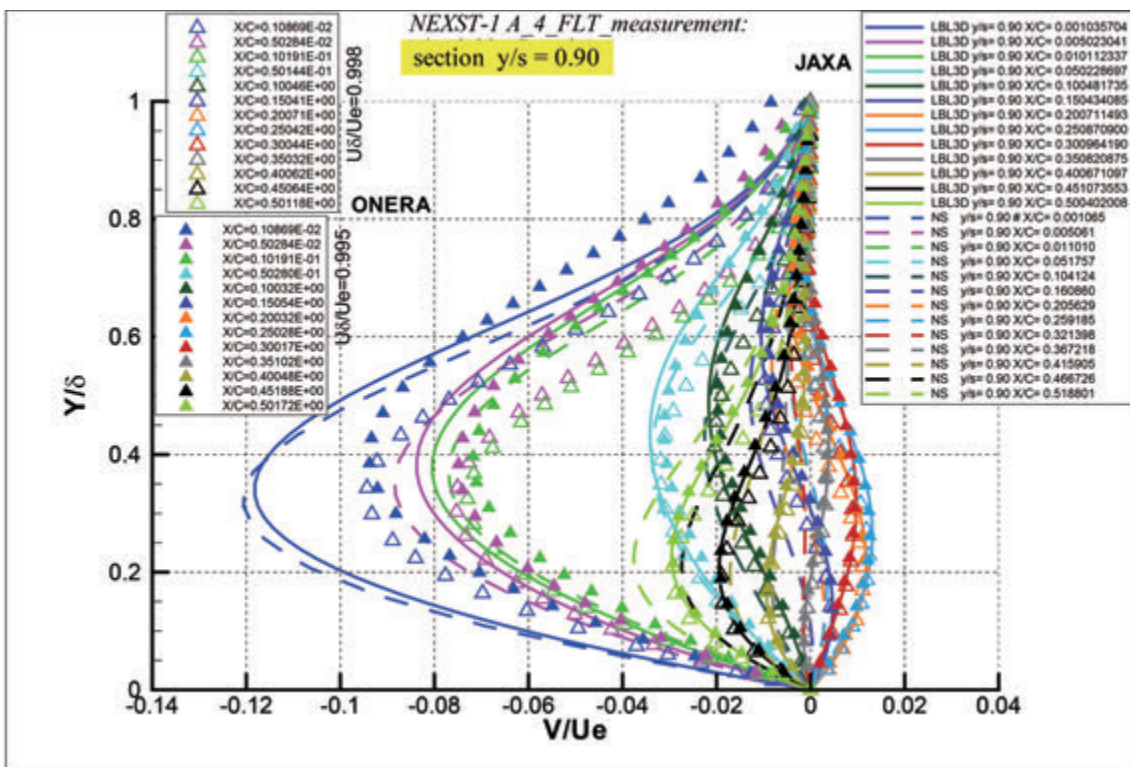 NEXST-1 A_4_FLT_measurement:
section y/s = 0.90
JAXA
ONERA
X/C=0.10869E-02
X/C=0.50284E-02
X/C=0.10191E-01
X/C=0.50144E-01
X/C=0.10046E+00
X/C=0.15041E+00
X/C=0.20071E+00
X/C=0.25042E+00
X/C=0.30044E+00
X/C=0.35032E+00
X/C=0.40062E+00
X/C=0.45064E+00
X/C=0.50118E+00
Uδ/Ue=0.998
X/C=0.10869E-02
X/C=0.50284E-02
X/C=0.10191E-01
X/C=0.50280E-01
X/C=0.10032E+00
X/C=0.15054E+00
X/C=0.20032E+00
X/C=0.25028E+00
X/C=0.30017E+00
X/C=0.35102E+00
X/C=0.40048E+00
X/C=0.45188E+00
X/C=0.50172E+00
Uδ/Ue=0.995
LBL3D y/s= 0.90 X/C= 0.001035704
LBL3D y/s= 0.90 X/C= 0.005023041
LBL3D y/s= 0.90 X/C= 0.010112337
LBL3D y/s= 0.90 X/C= 0.050228697
LBL3D y/s= 0.90 X/C= 0.100481735
LBL3D y/s= 0.90 X/C= 0.150434085
LBL3D y/s= 0.90 X/C= 0.200711493
LBL3D y/s= 0.90 X/C= 0.250870900
LBL3D y/s= 0.90 X/C= 0.300964190
LBL3D y/s= 0.90 X/C= 0.350820875
LBL3D y/s= 0.90 X/C= 0.400671097
LBL3D y/s= 0.90 X/C= 0.451073553
LBL3D y/s= 0.90 X/C= 0.500402008
NS y/s= 0.90 # X/C= 0.001065
NS y/s= 0.90 X/C= 0.005061
NS y/s= 0.90 X/C= 0.011010
NS y/s= 0.90 X/C= 0.051757
NS y/s= 0.90 X/C= 0.104124
NS y/s= 0.90 X/C= 0.160860
NS y/s= 0.90 X/C= 0.205629
NS y/s= 0.90 X/C= 0.259185
NS y/s= 0.90 X/C= 0.321398
NS y/s= 0.90 X/C= 0.367218
NS y/s= 0.90 X/C= 0.415905
NS y/s= 0.90 X/C= 0.466726
NS y/s= 0.90 X/C= 0.518801
Y/δ
1
0.8
0.6
0.4
0.2
0
-0.14 -0.12 -0.1 -0.08 -0.06 -0.04 -0.02 0 0.02 0.04
V/Ue